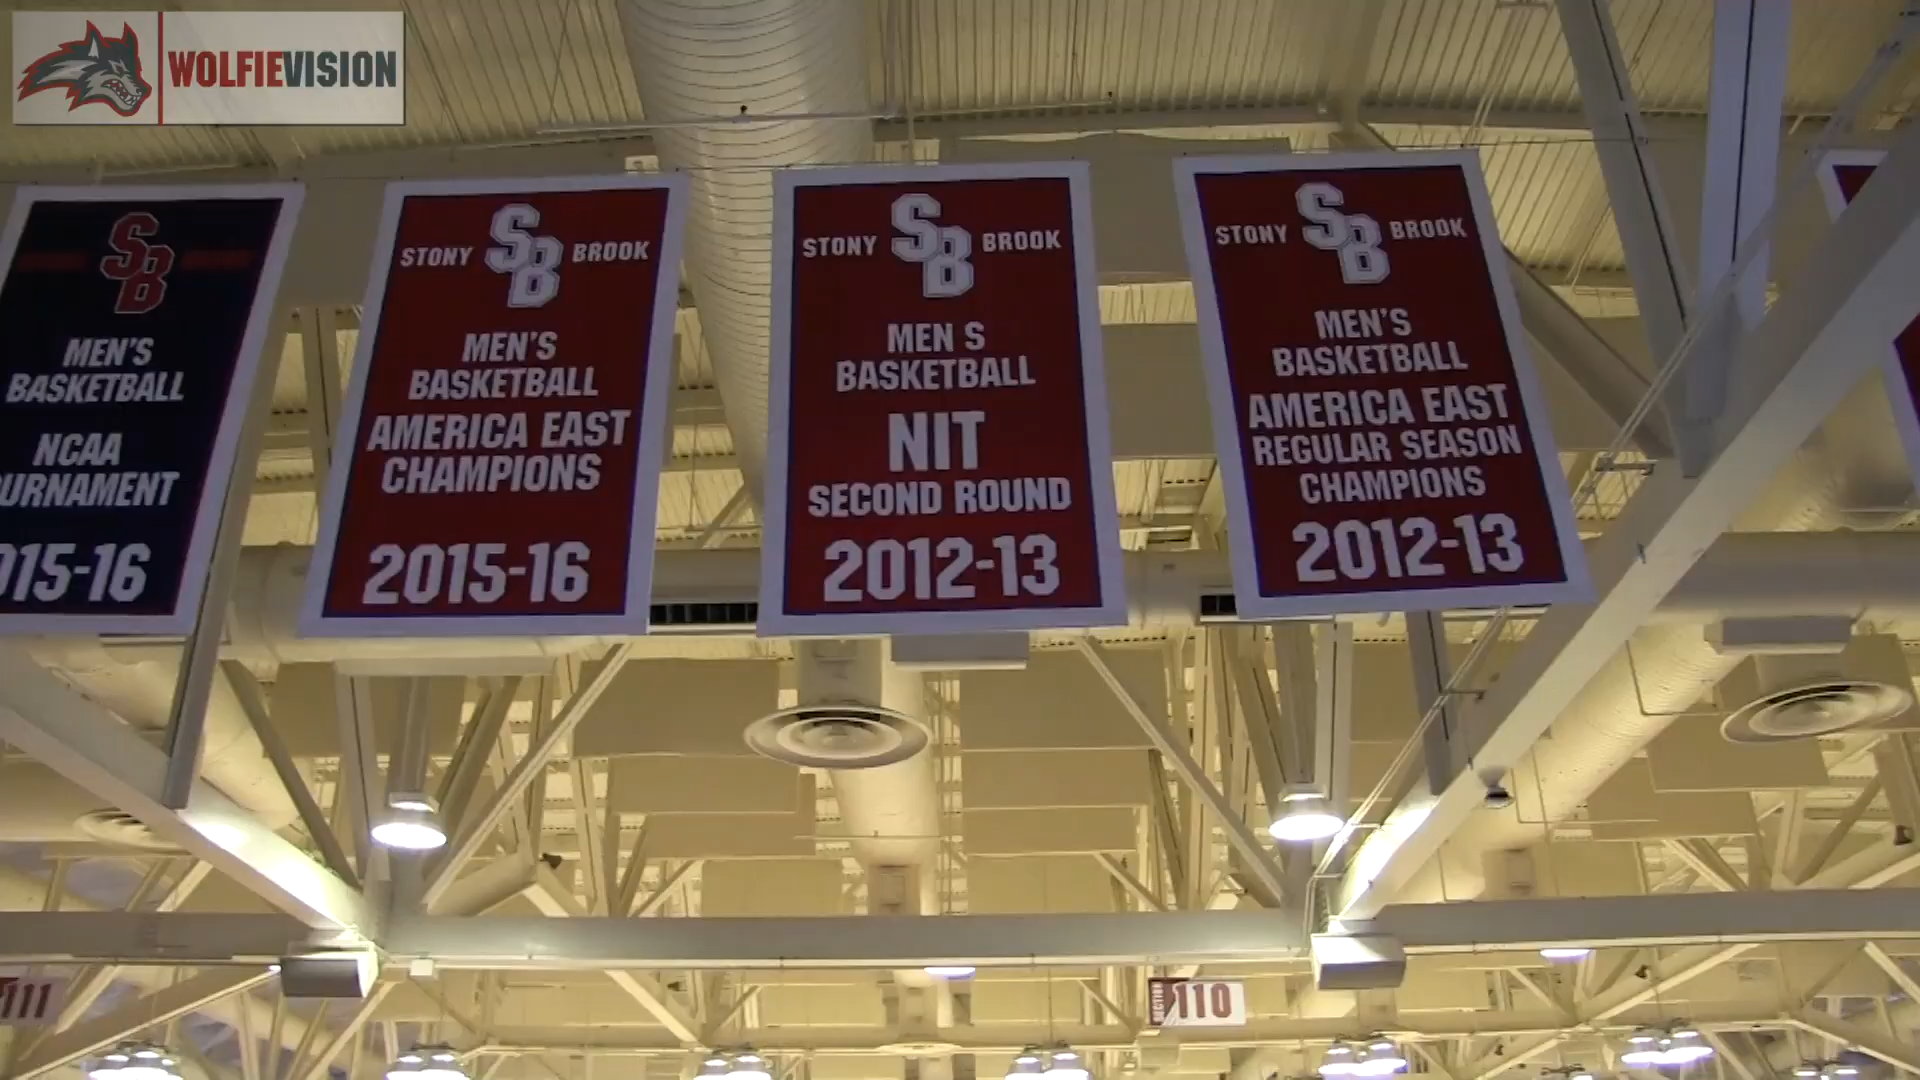 WOLFIEVISION
SB
MEN'S
BASKETBALL
NCAA
URNAMENT
015-16
STONY SB BROOK
MEN'S
BASKETBALL
AMERICA EAST
CHAMPIONS
2015-16
STONY SB BROOK
MEN S
BASKETBALL
NIT
SECOND ROUND
2012-13
STONY SB BROOK
MEN'S
BASKETBALL
AMERICA EAST
REGULAR SEASON
CHAMPIONS
2012-13
111
SECTION 110